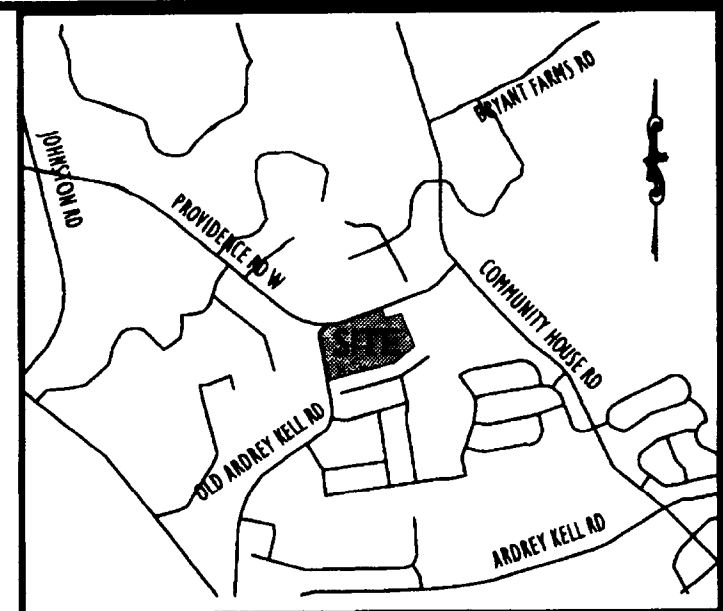 BRYANT FARMS RD
JOHNSTON RD
PROVIDENCE RD W
COMMUNITY HOUSE RD
SITE
OLD ARDREY KELL RD
ARDREY KELL RD